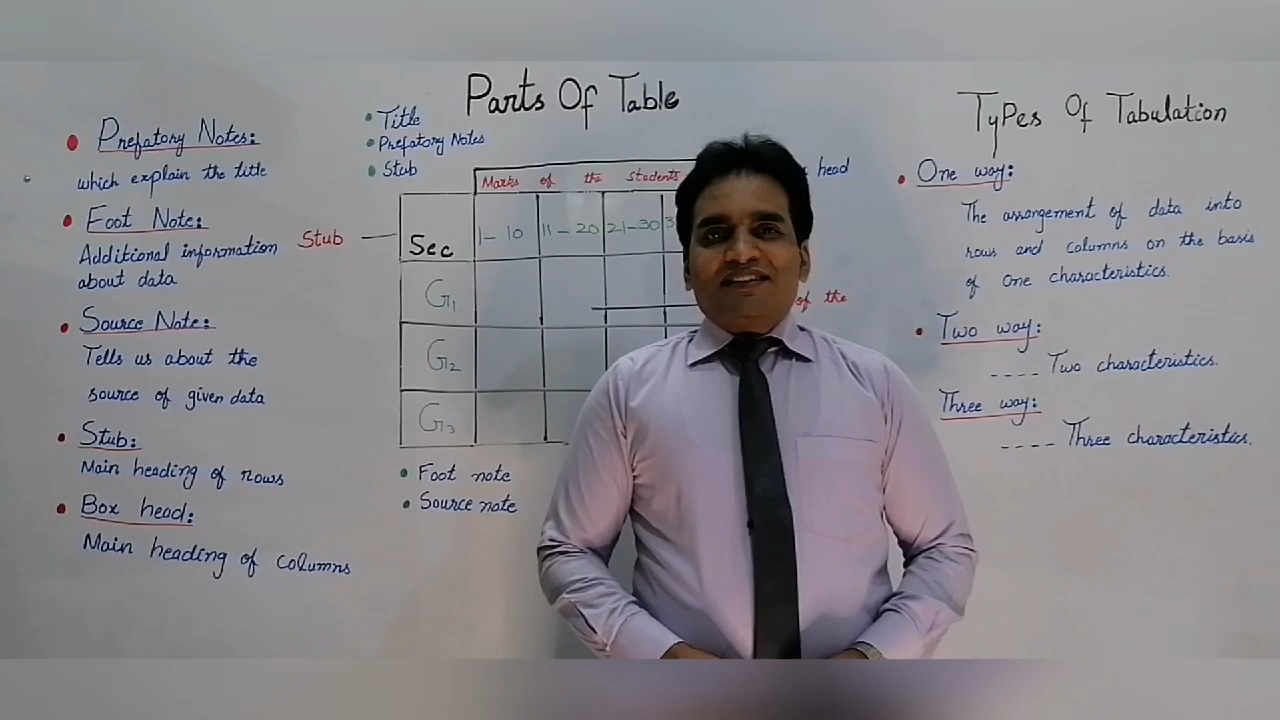 Parts Of Table
Types Of Tabulation
Prefatory Notes:
which explain the title
Foot Note:
Additional information
about data
Source Note:
Tells us about the
source of given data
Stub:
Main heading of rows
Box head:
Main heading of columns
Title
Prefatory Notes
Stub
head
Stub
Marks of the students
Sec
1-10
11-20
21-30
3
G1
G2
G3
of the
Foot note
Source note
One way:
The arrangement of data into
rows and columns on the basis
of One characteristics.
Two way:
---- Two characteristics.
Three way:
---- Three characteristics.